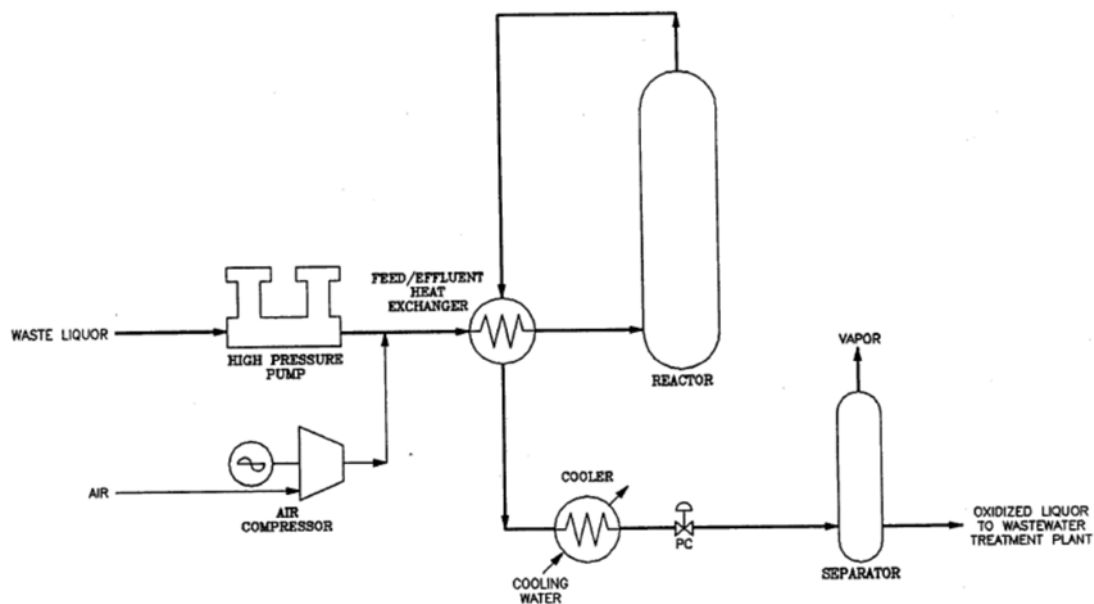 FEED/EFFLUENT
HEAT
EXCHANGER
WASTE LIQUOR
HIGH PRESSURE
PUMP
REACTOR
VAPOR
AIR
AIR
COMPRESSOR
COOLER
PC
COOLING
WATER
OXIDIZED LIQUOR
TO WASTEWATER
TREATMENT PLANT
SEPARATOR